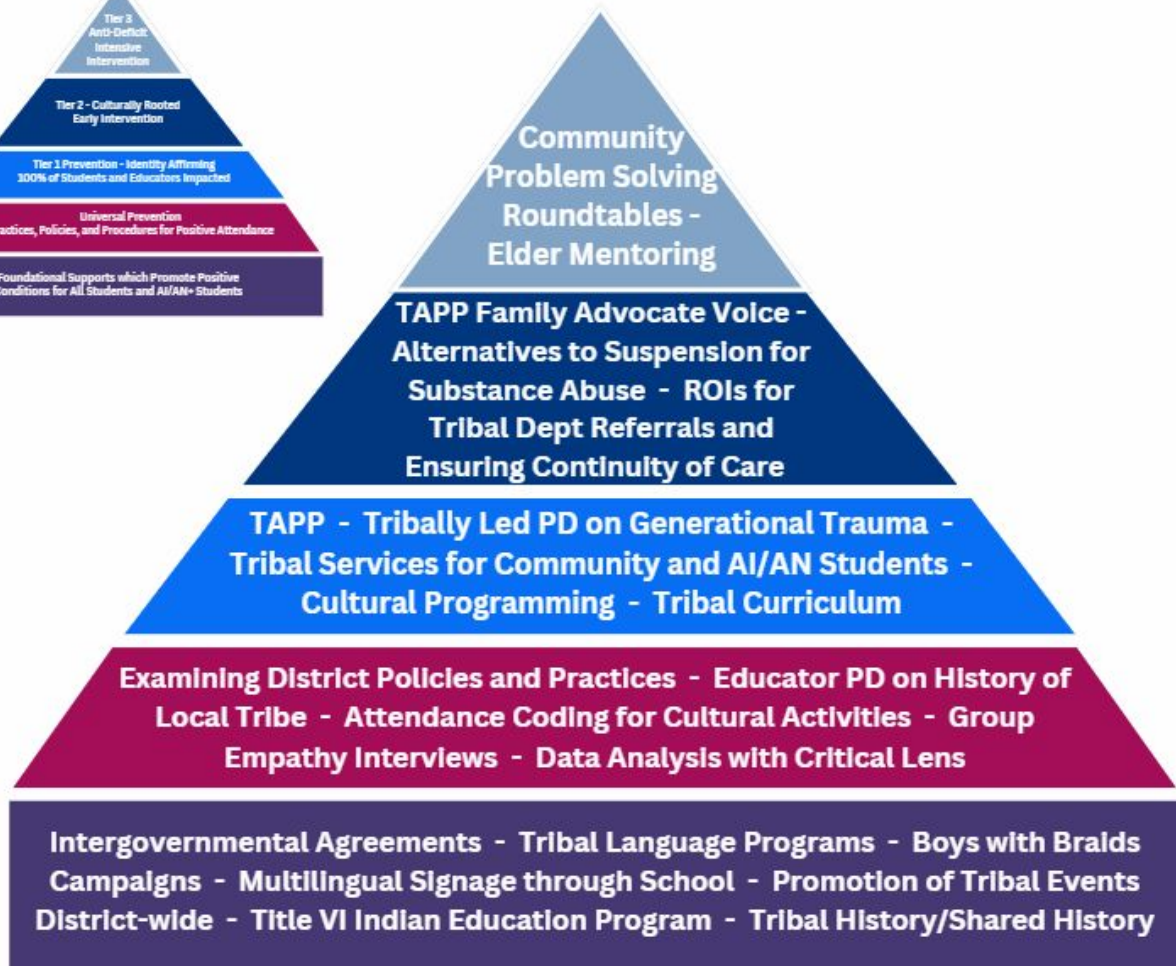 Tier 3
Anti-Deficit
Intensive
Intervention
Tier 2 - Culturally Rooted
Early Intervention
Tier 1 Prevention - Identity Affirming
100% of Students and Educators Impacted
Universal Prevention
Policies, and Procedures for Positive Attendance
Foundational Supports which Promote Positive
Conditions for All Students and AI/AN+ Students
Community
Problem Solving
Roundtables -
Elder Mentoring
TAPP Family Advocate Voice -
Alternatives to Suspension for
Substance Abuse - ROIs for
Tribal Dept Referrals and
Ensuring Continuity of Care
TAPP - Tribally Led PD on Generational Trauma -
Tribal Services for Community and AI/AN Students -
Cultural Programming - Tribal Curriculum
Examining District Policies and Practices - Educator PD on History of
Local Tribe - Attendance Coding for Cultural Activities - Group
Empathy Interviews - Data Analysis with Critical Lens
Intergovernmental Agreements - Tribal Language Programs - Boys with Braids
Campaigns - Multilingual Signage through School - Promotion of Tribal Events
District-wide - Title VI Indian Education Program - Tribal History/Shared History